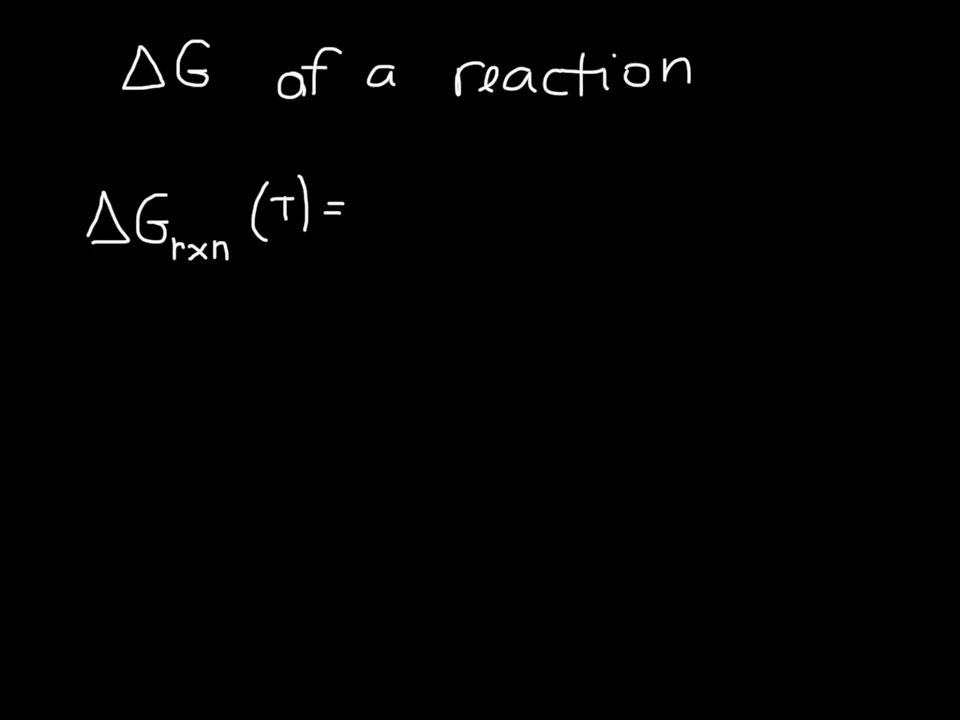 ΔG of a reaction
ΔG_rxn (T) =